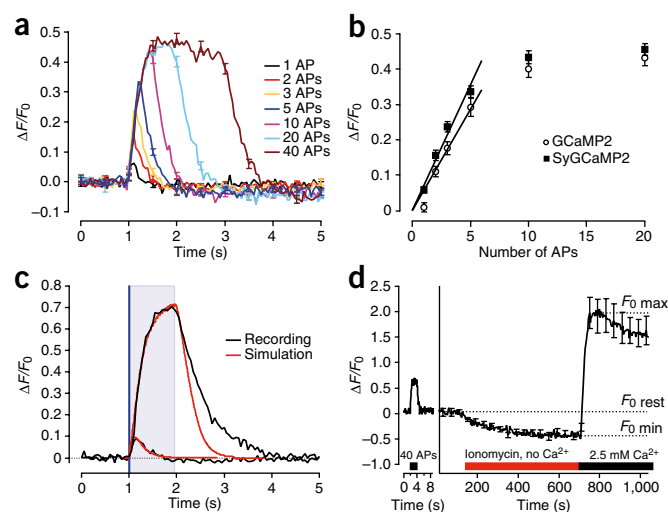 a
ΔF/F0
0.5
0.4
0.3
0.2
0.1
0.0
–0.1
0 1 2 3 4 5
Time (s)
1 AP
2 APs
3 APs
5 APs
10 APs
20 APs
40 APs
b
ΔF/F0
0.4
0.3
0.2
0.1
0
0 5 10 15 20
Number of APs
GCaMP2
SyGCaMP2
c
ΔF/F0
0.8
0.7
0.6
0.5
0.4
0.3
0.2
0.1
0
0 1 2 3 4 5
Time (s)
Recording
Simulation
d
ΔF/F0
2.5
2.0
1.5
1.0
0.5
0
–0.5
–1.0
F0 max
F0 rest
F0 min
40 APs
Ionomycin, no Ca2+
2.5 mM Ca2+
0 4 8
200 400 600 800 1,000
Time (s)
Time (s)